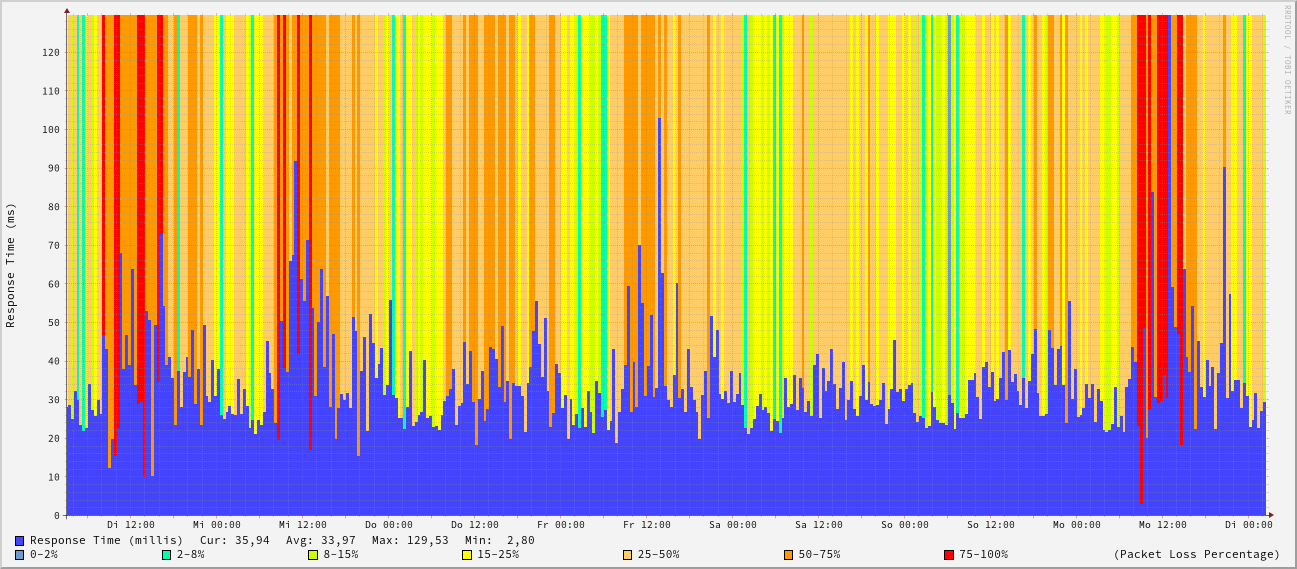 RRDTOOL / TOBI OETIKER
Response Time (ms)
120
110
100
90
80
70
60
50
40
30
20
10
0
Di 12:00 Mi 00:00 Mi 12:00 Do 00:00 Do 12:00 Fr 00:00 Fr 12:00 Sa 00:00 Sa 12:00 So 00:00 So 12:00 Mo 00:00 Mo 12:00 Di 00:00
Response Time (millis) Cur: 35,94 Avg: 33,97 Max: 129,53 Min: 2,80
0-2% 2-8% 8-15% 15-25% 25-50% 50-75% 75-100% (Packet Loss Percentage)